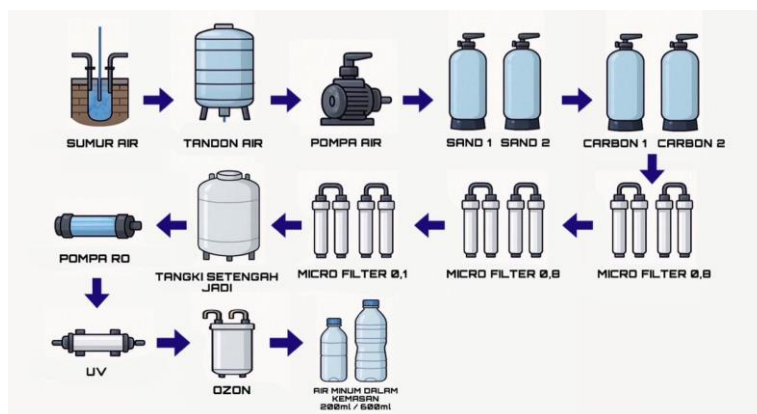 SUMUR AIR
TANDON AIR
POMPA AIR
SAND 1 SAND 2
CARBON 1 CARBON 2
MICRO FILTER 0,8
MICRO FILTER 0,8
MICRO FILTER 0,1
TANGKI SETENGAH
JADI
POMPA RO
UV
OZON
AIR MINUM DALAM
KEMASAN
200ml / 600ml